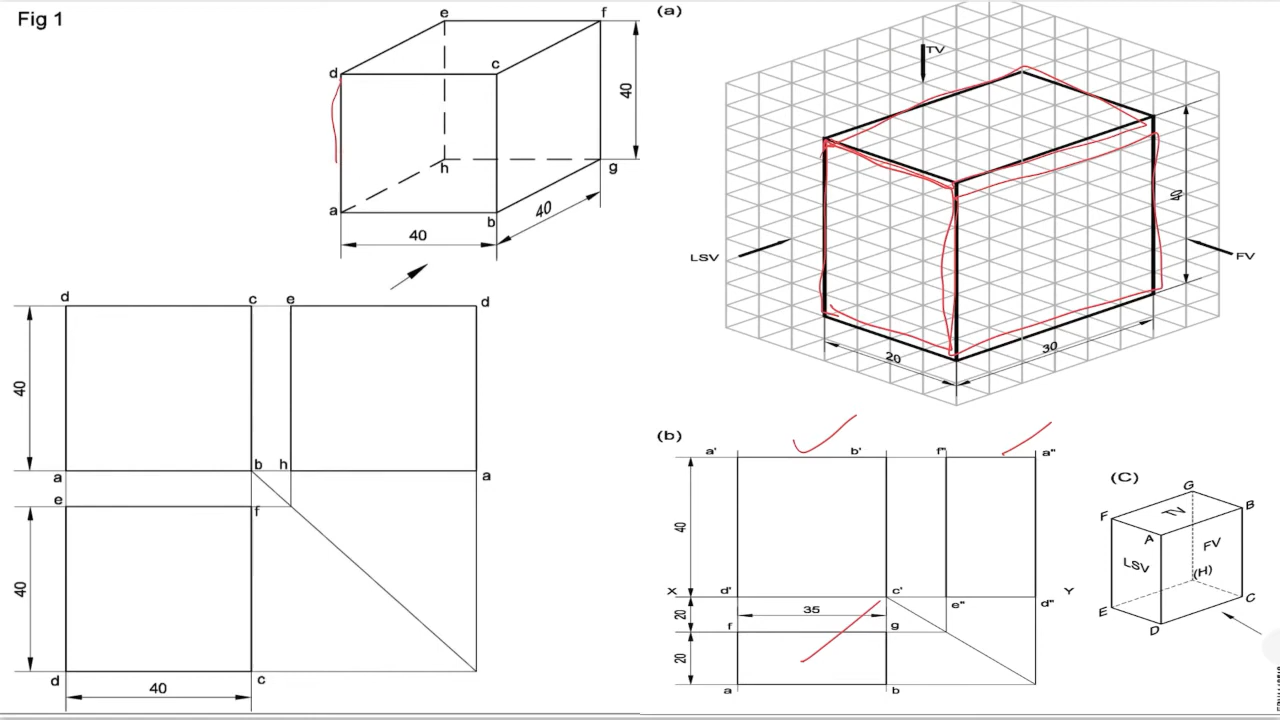 Fig 1
e f
d c
40
h g
a b
40
40
d c e d
40
a b h a
e f
40
d c
40
(a)
TV
LSV
FV
40
20
30
(b)
a' b' f" a"
40
X d' c' e" d" Y
20
35
f g
20
a b
(C)
G
F B
TV
A
FV
LSV
(H)
E C
D